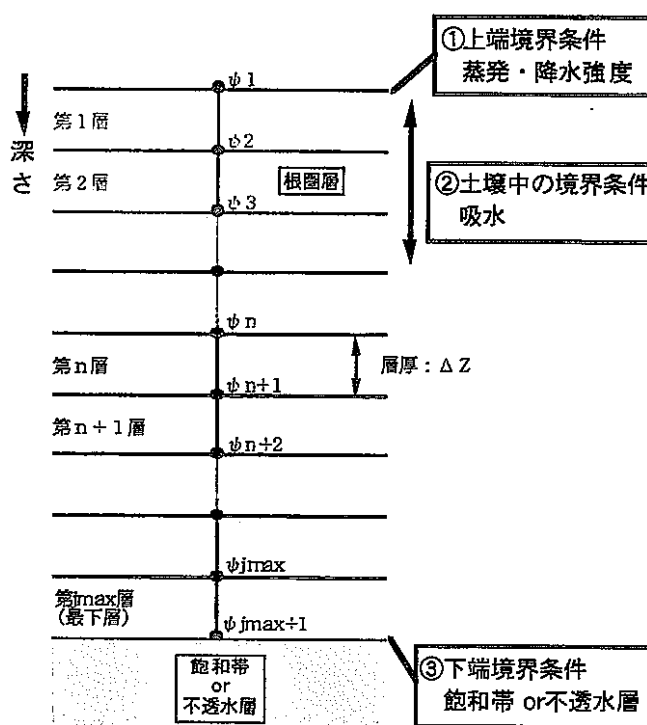 ①上端境界条件
蒸発・降水強度
ψ1
第1層
ψ2
深さ
第2層
根圏層
ψ3
②土壌中の境界条件
吸水
ψn
第n層
層厚：ΔZ
ψn+1
第n+1層
ψn+2
ψjmax
第jmax層
(最下層)
ψjmax+1
飽和帯
or
不透水層
③下端境界条件
飽和帯 or不透水層